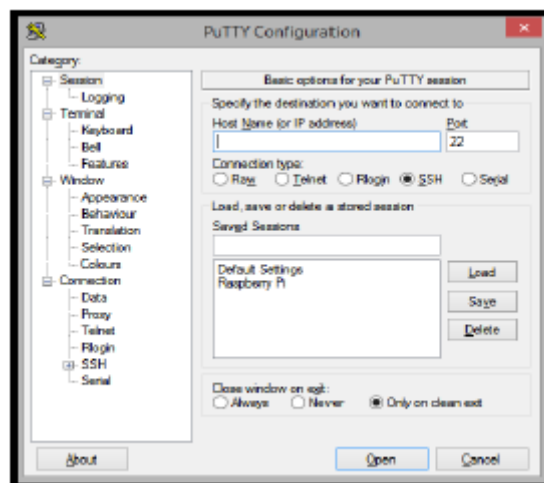 PuTTY Configuration
Category:
Session
Logging
Terminal
Keyboard
Bell
Features
Window
Appearance
Behaviour
Translation
Selection
Colours
Connection
Data
Proxy
Telnet
Rlogin
SSH
Serial
Basic options for your PuTTY session
Specify the destination you want to connect to
Host Name (or IP address) Port
22
Connection type:
Raw Telnet Rlogin SSH Serial
Load, save or delete a stored session
Saved Sessions
Default Settings
Raspberry Pi
Load
Save
Delete
Close window on exit:
Always Never Only on clean exit
About Open Cancel